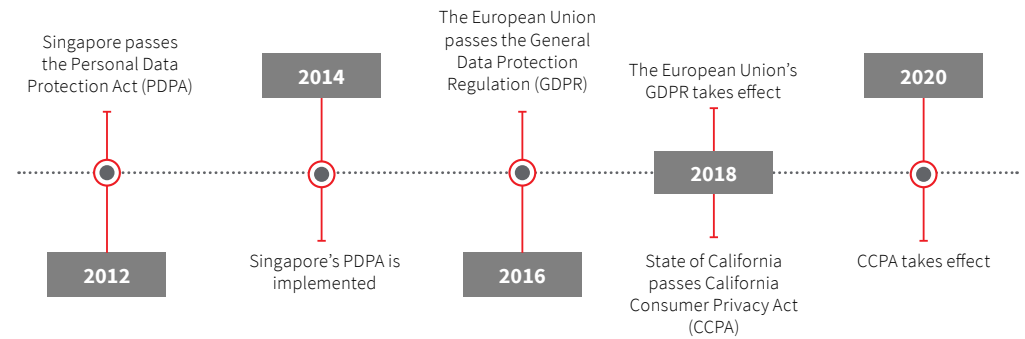 Singapore passes
the Personal Data
Protection Act (PDPA)
2012
2014
Singapore’s PDPA is
implemented
The European Union
passes the General
Data Protection
Regulation (GDPR)
2016
The European Union’s
GDPR takes effect
2018
State of California
passes California
Consumer Privacy Act
(CCPA)
2020
CCPA takes effect